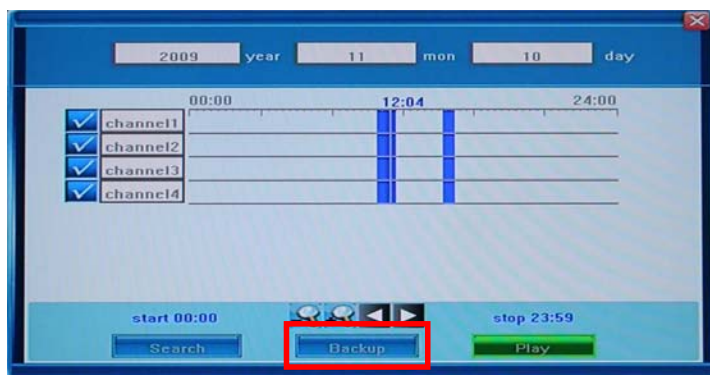 2009 year 11 mon 10 day
00:00 12:04 24:00
channel1
channel2
channel3
channel4
start 00:00 stop 23:59
Search Backup Play